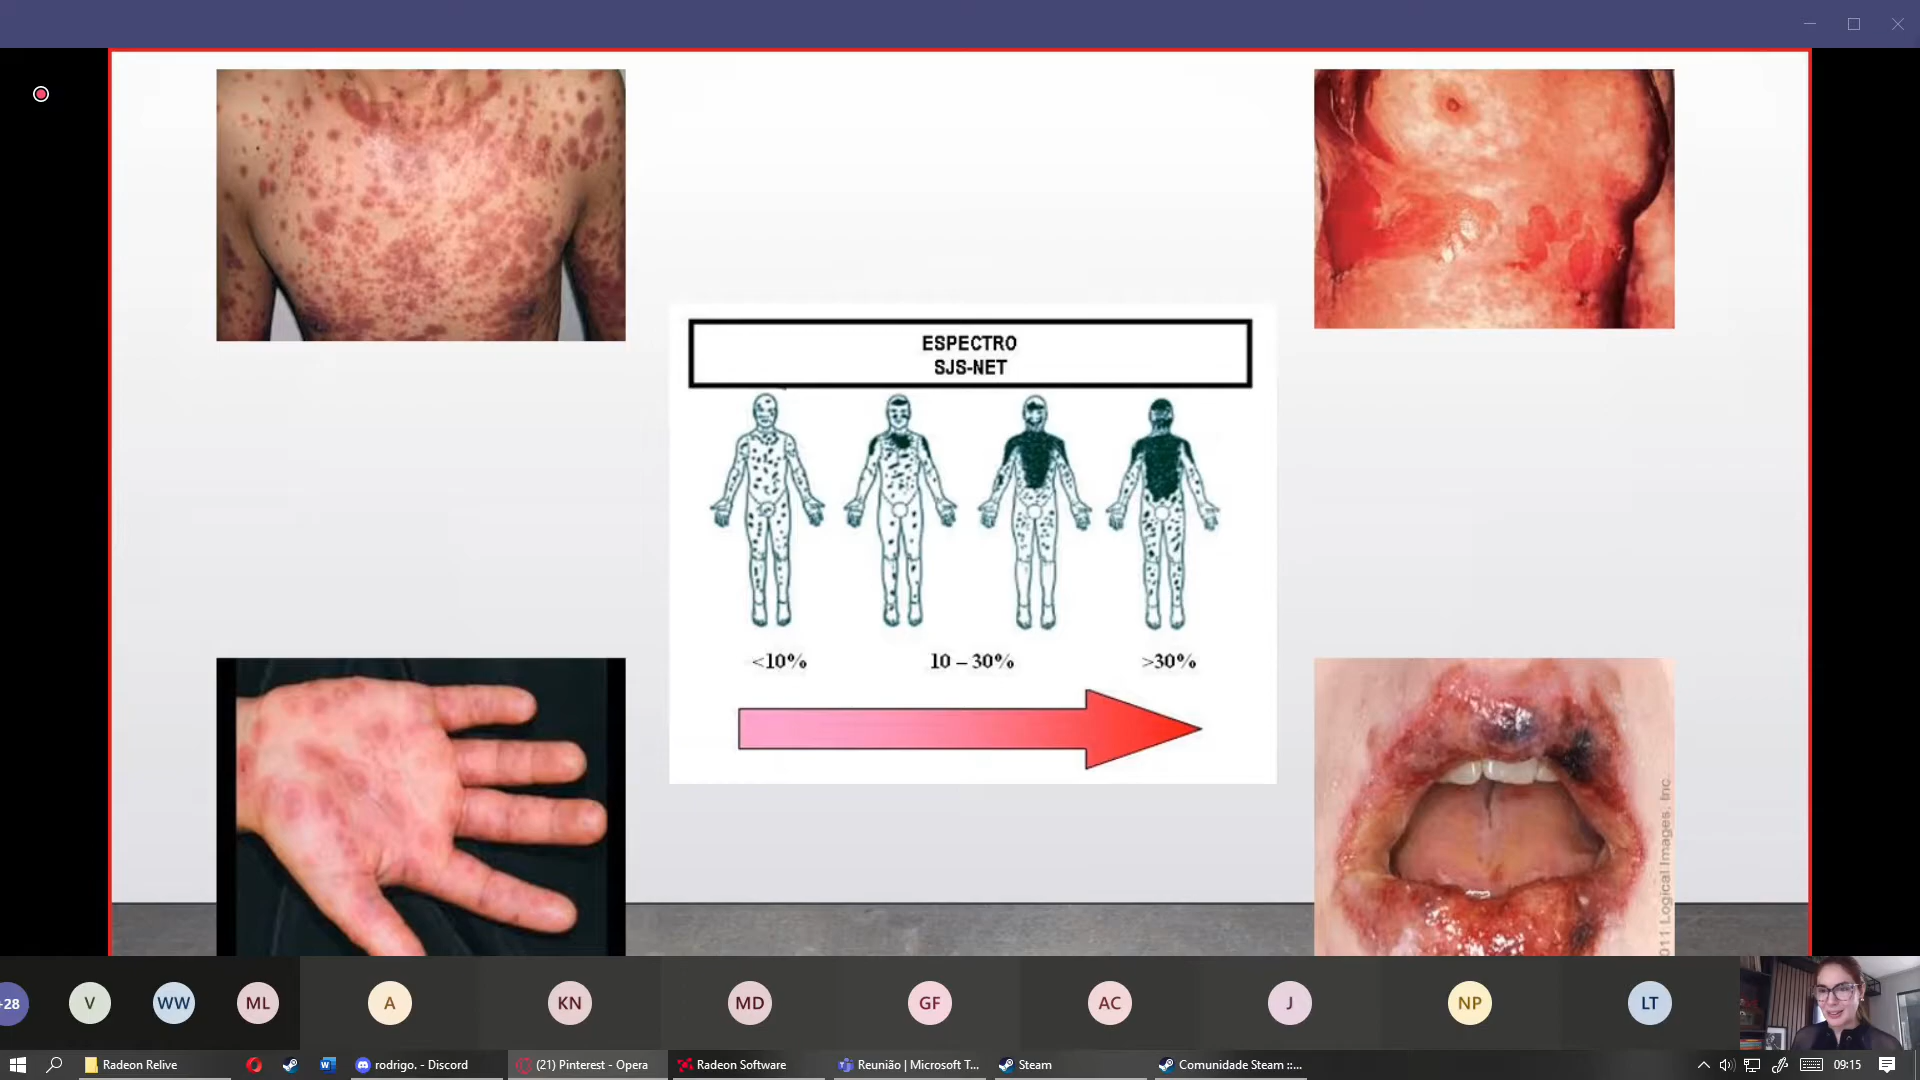 ESPECTRO
SJS-NET
<10%
10 – 30%
>30%
011 Logical Images, Inc
+28
V
WW
ML
A
KN
MD
GF
AC
J
NP
LT
Radeon Relive
rodrigo. - Discord
(21) Pinterest - Opera
Radeon Software
Reunião | Microsoft T...
Steam
Comunidade Steam ::...
09:15